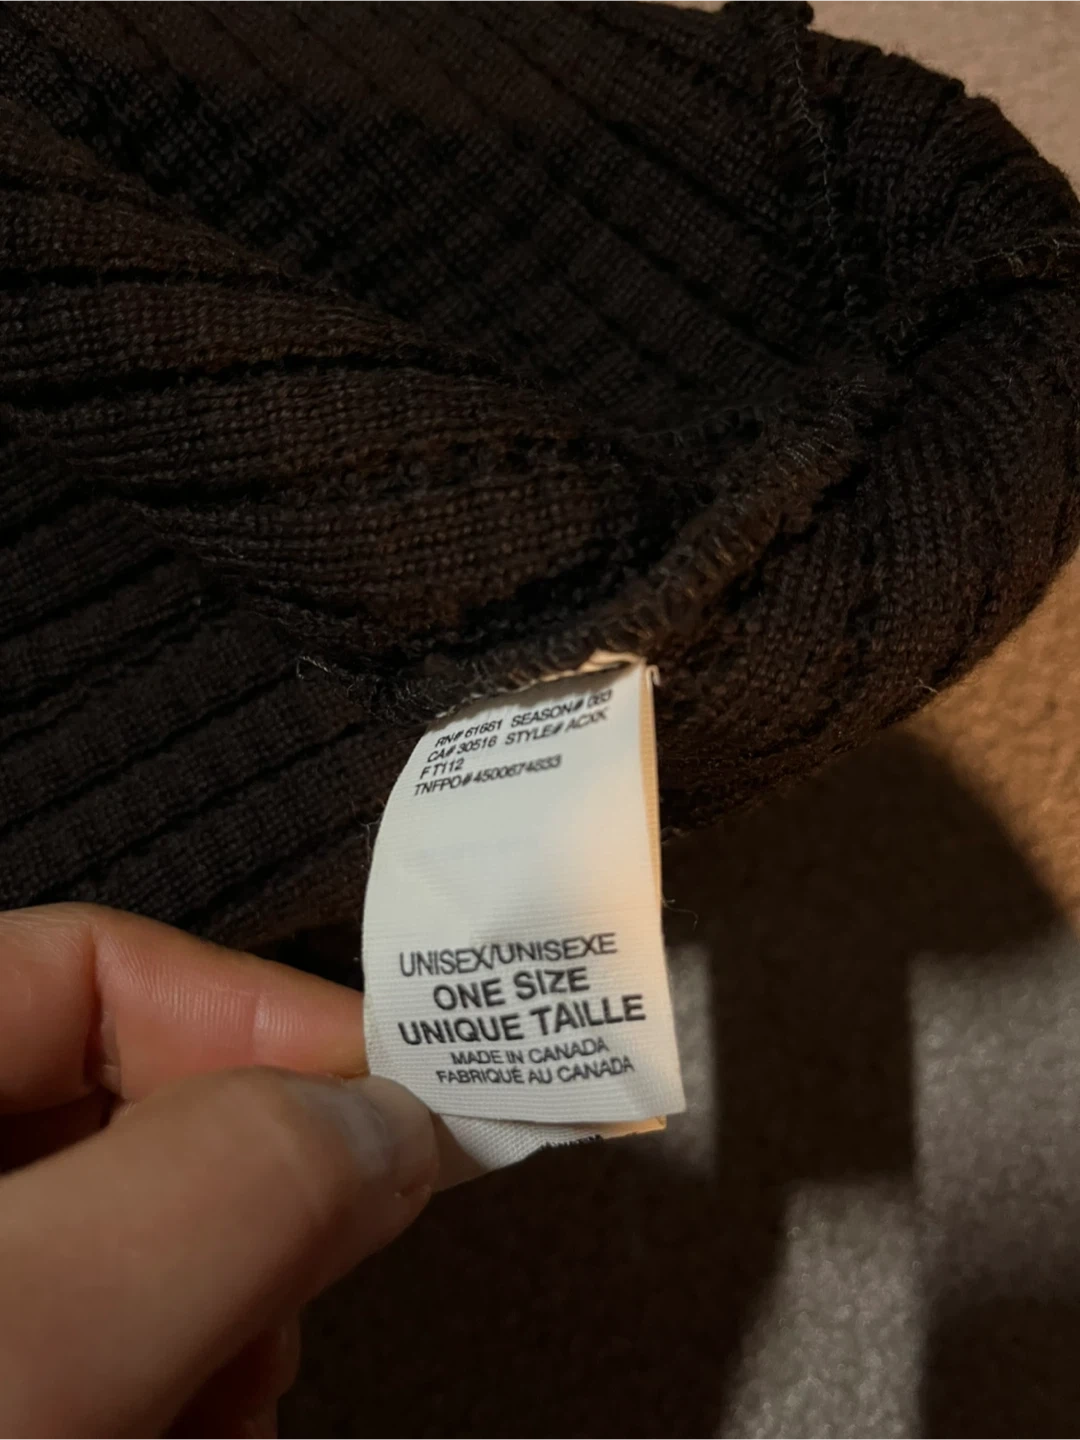 RN# 61661 SEASON# 063
CA# 30516 STYLE# ACXK
FT112
TNFPO# 4500674833
UNISEX/UNISEXE
ONE SIZE
UNIQUE TAILLE
MADE IN CANADA
FABRIQUÉ AU CANADA